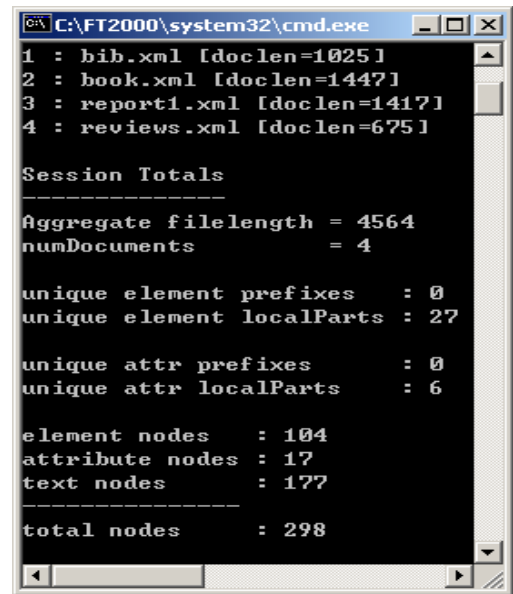 C:\FT2000\system32\cmd.exe
1 : bib.xml [doclen=1025]
2 : book.xml [doclen=1447]
3 : report1.xml [doclen=1417]
4 : reviews.xml [doclen=675]
Session Totals
---------------
Aggregate filelength = 4564
numDocuments         = 4
unique element prefixes   : 0
unique element localParts : 27
unique attr prefixes      : 0
unique attr localParts    : 6
element nodes   : 104
attribute nodes : 17
text nodes      : 177
----------------
total nodes     : 298